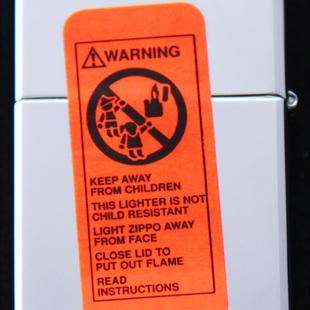 WARNING
KEEP AWAY
FROM CHILDREN
THIS LIGHTER IS NOT
CHILD RESISTANT
LIGHT ZIPPO AWAY
FROM FACE
CLOSE LID TO
PUT OUT FLAME
READ
INSTRUCTIONS